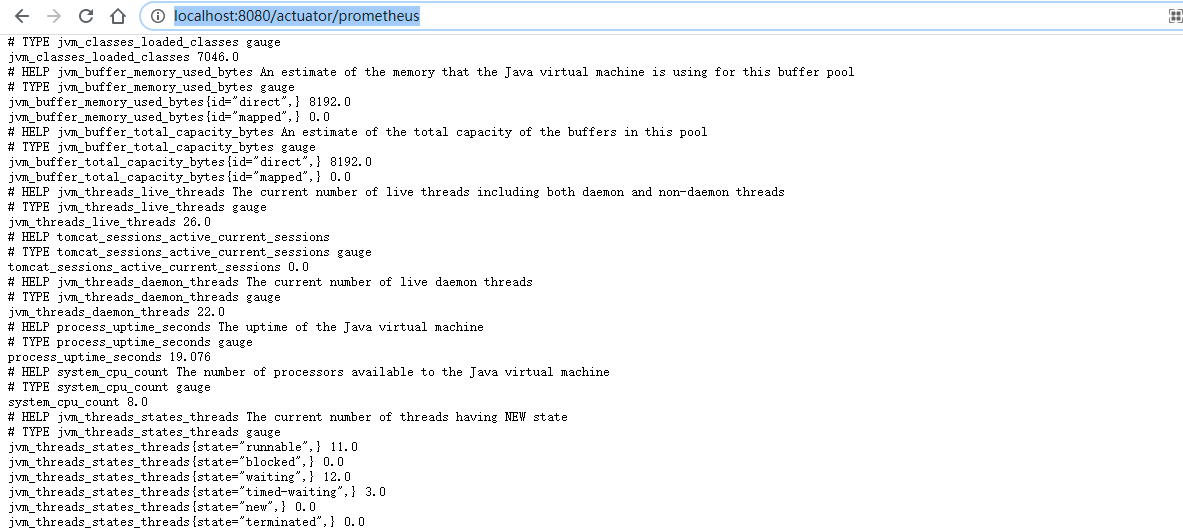 localhost:8080/actuator/prometheus
# TYPE jvm_classes_loaded_classes gauge
jvm_classes_loaded_classes 7046.0
# HELP jvm_buffer_memory_used_bytes An estimate of the memory that the Java virtual machine is using for this buffer pool
# TYPE jvm_buffer_memory_used_bytes gauge
jvm_buffer_memory_used_bytes{id="direct",} 8192.0
jvm_buffer_memory_used_bytes{id="mapped",} 0.0
# HELP jvm_buffer_total_capacity_bytes An estimate of the total capacity of the buffers in this pool
# TYPE jvm_buffer_total_capacity_bytes gauge
jvm_buffer_total_capacity_bytes{id="direct",} 8192.0
jvm_buffer_total_capacity_bytes{id="mapped",} 0.0
# HELP jvm_threads_live_threads The current number of live threads including both daemon and non-daemon threads
# TYPE jvm_threads_live_threads gauge
jvm_threads_live_threads 26.0
# HELP tomcat_sessions_active_current_sessions
# TYPE tomcat_sessions_active_current_sessions gauge
tomcat_sessions_active_current_sessions 0.0
# HELP jvm_threads_daemon_threads The current number of live daemon threads
# TYPE jvm_threads_daemon_threads gauge
jvm_threads_daemon_threads 22.0
# HELP process_uptime_seconds The uptime of the Java virtual machine
# TYPE process_uptime_seconds gauge
process_uptime_seconds 19.076
# HELP system_cpu_count The number of processors available to the Java virtual machine
# TYPE system_cpu_count gauge
system_cpu_count 8.0
# HELP jvm_threads_states_threads The current number of threads having NEW state
# TYPE jvm_threads_states_threads gauge
jvm_threads_states_threads{state="runnable",} 11.0
jvm_threads_states_threads{state="blocked",} 0.0
jvm_threads_states_threads{state="waiting",} 12.0
jvm_threads_states_threads{state="timed-waiting",} 3.0
jvm_threads_states_threads{state="new",} 0.0
jvm_threads_states_threads{state="terminated",} 0.0